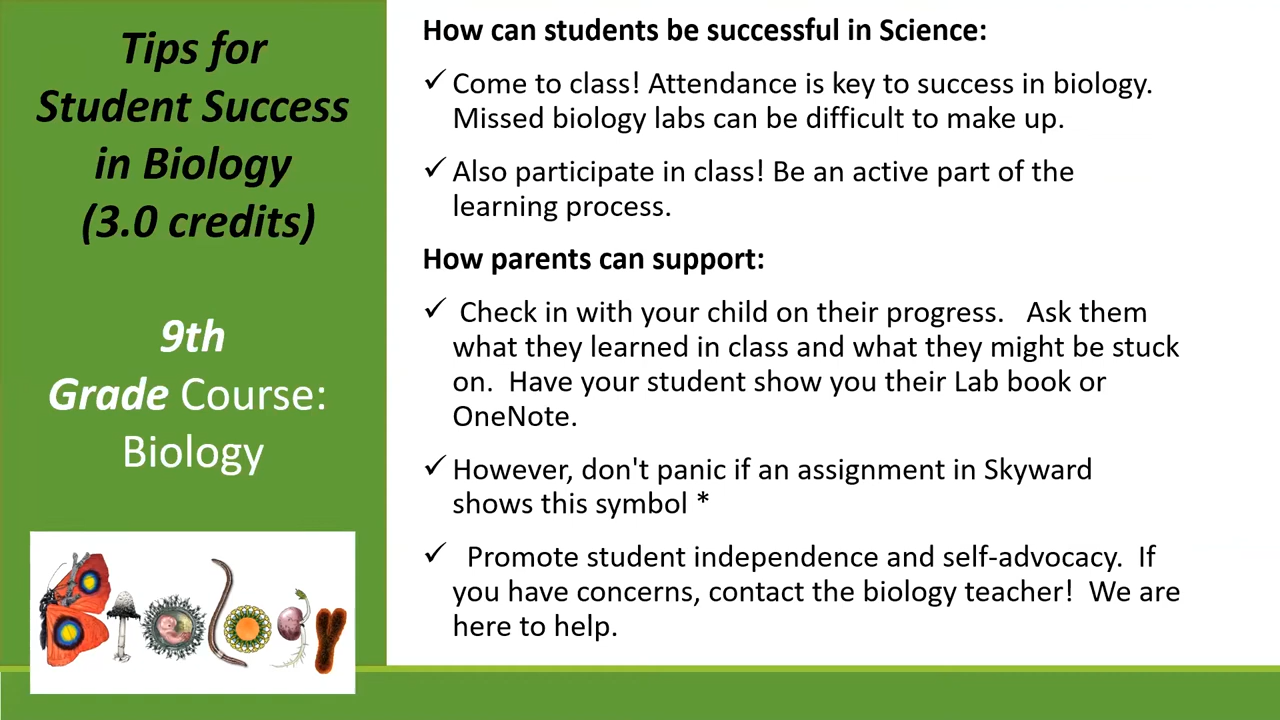 Tips for
Student Success
in Biology
(3.0 credits)
9th
Grade Course:
Biology
Biology
How can students be successful in Science:
✓ Come to class! Attendance is key to success in biology.
Missed biology labs can be difficult to make up.
✓ Also participate in class! Be an active part of the
learning process.
How parents can support:
✓ Check in with your child on their progress. Ask them
what they learned in class and what they might be stuck
on. Have your student show you their Lab book or
OneNote.
✓ However, don't panic if an assignment in Skyward
shows this symbol *
✓ Promote student independence and self-advocacy. If
you have concerns, contact the biology teacher! We are
here to help.